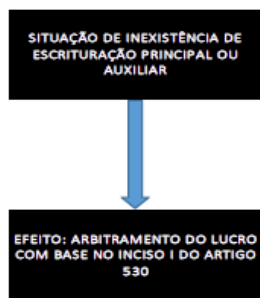 SITUAÇÃO DE INEXISTÊNCIA DE
ESCRITURAÇÃO PRINCIPAL OU
AUXILIAR
EFEITO: ARBITRAMENTO DO LUCRO
COM BASE NO INCISO I DO ARTIGO
530